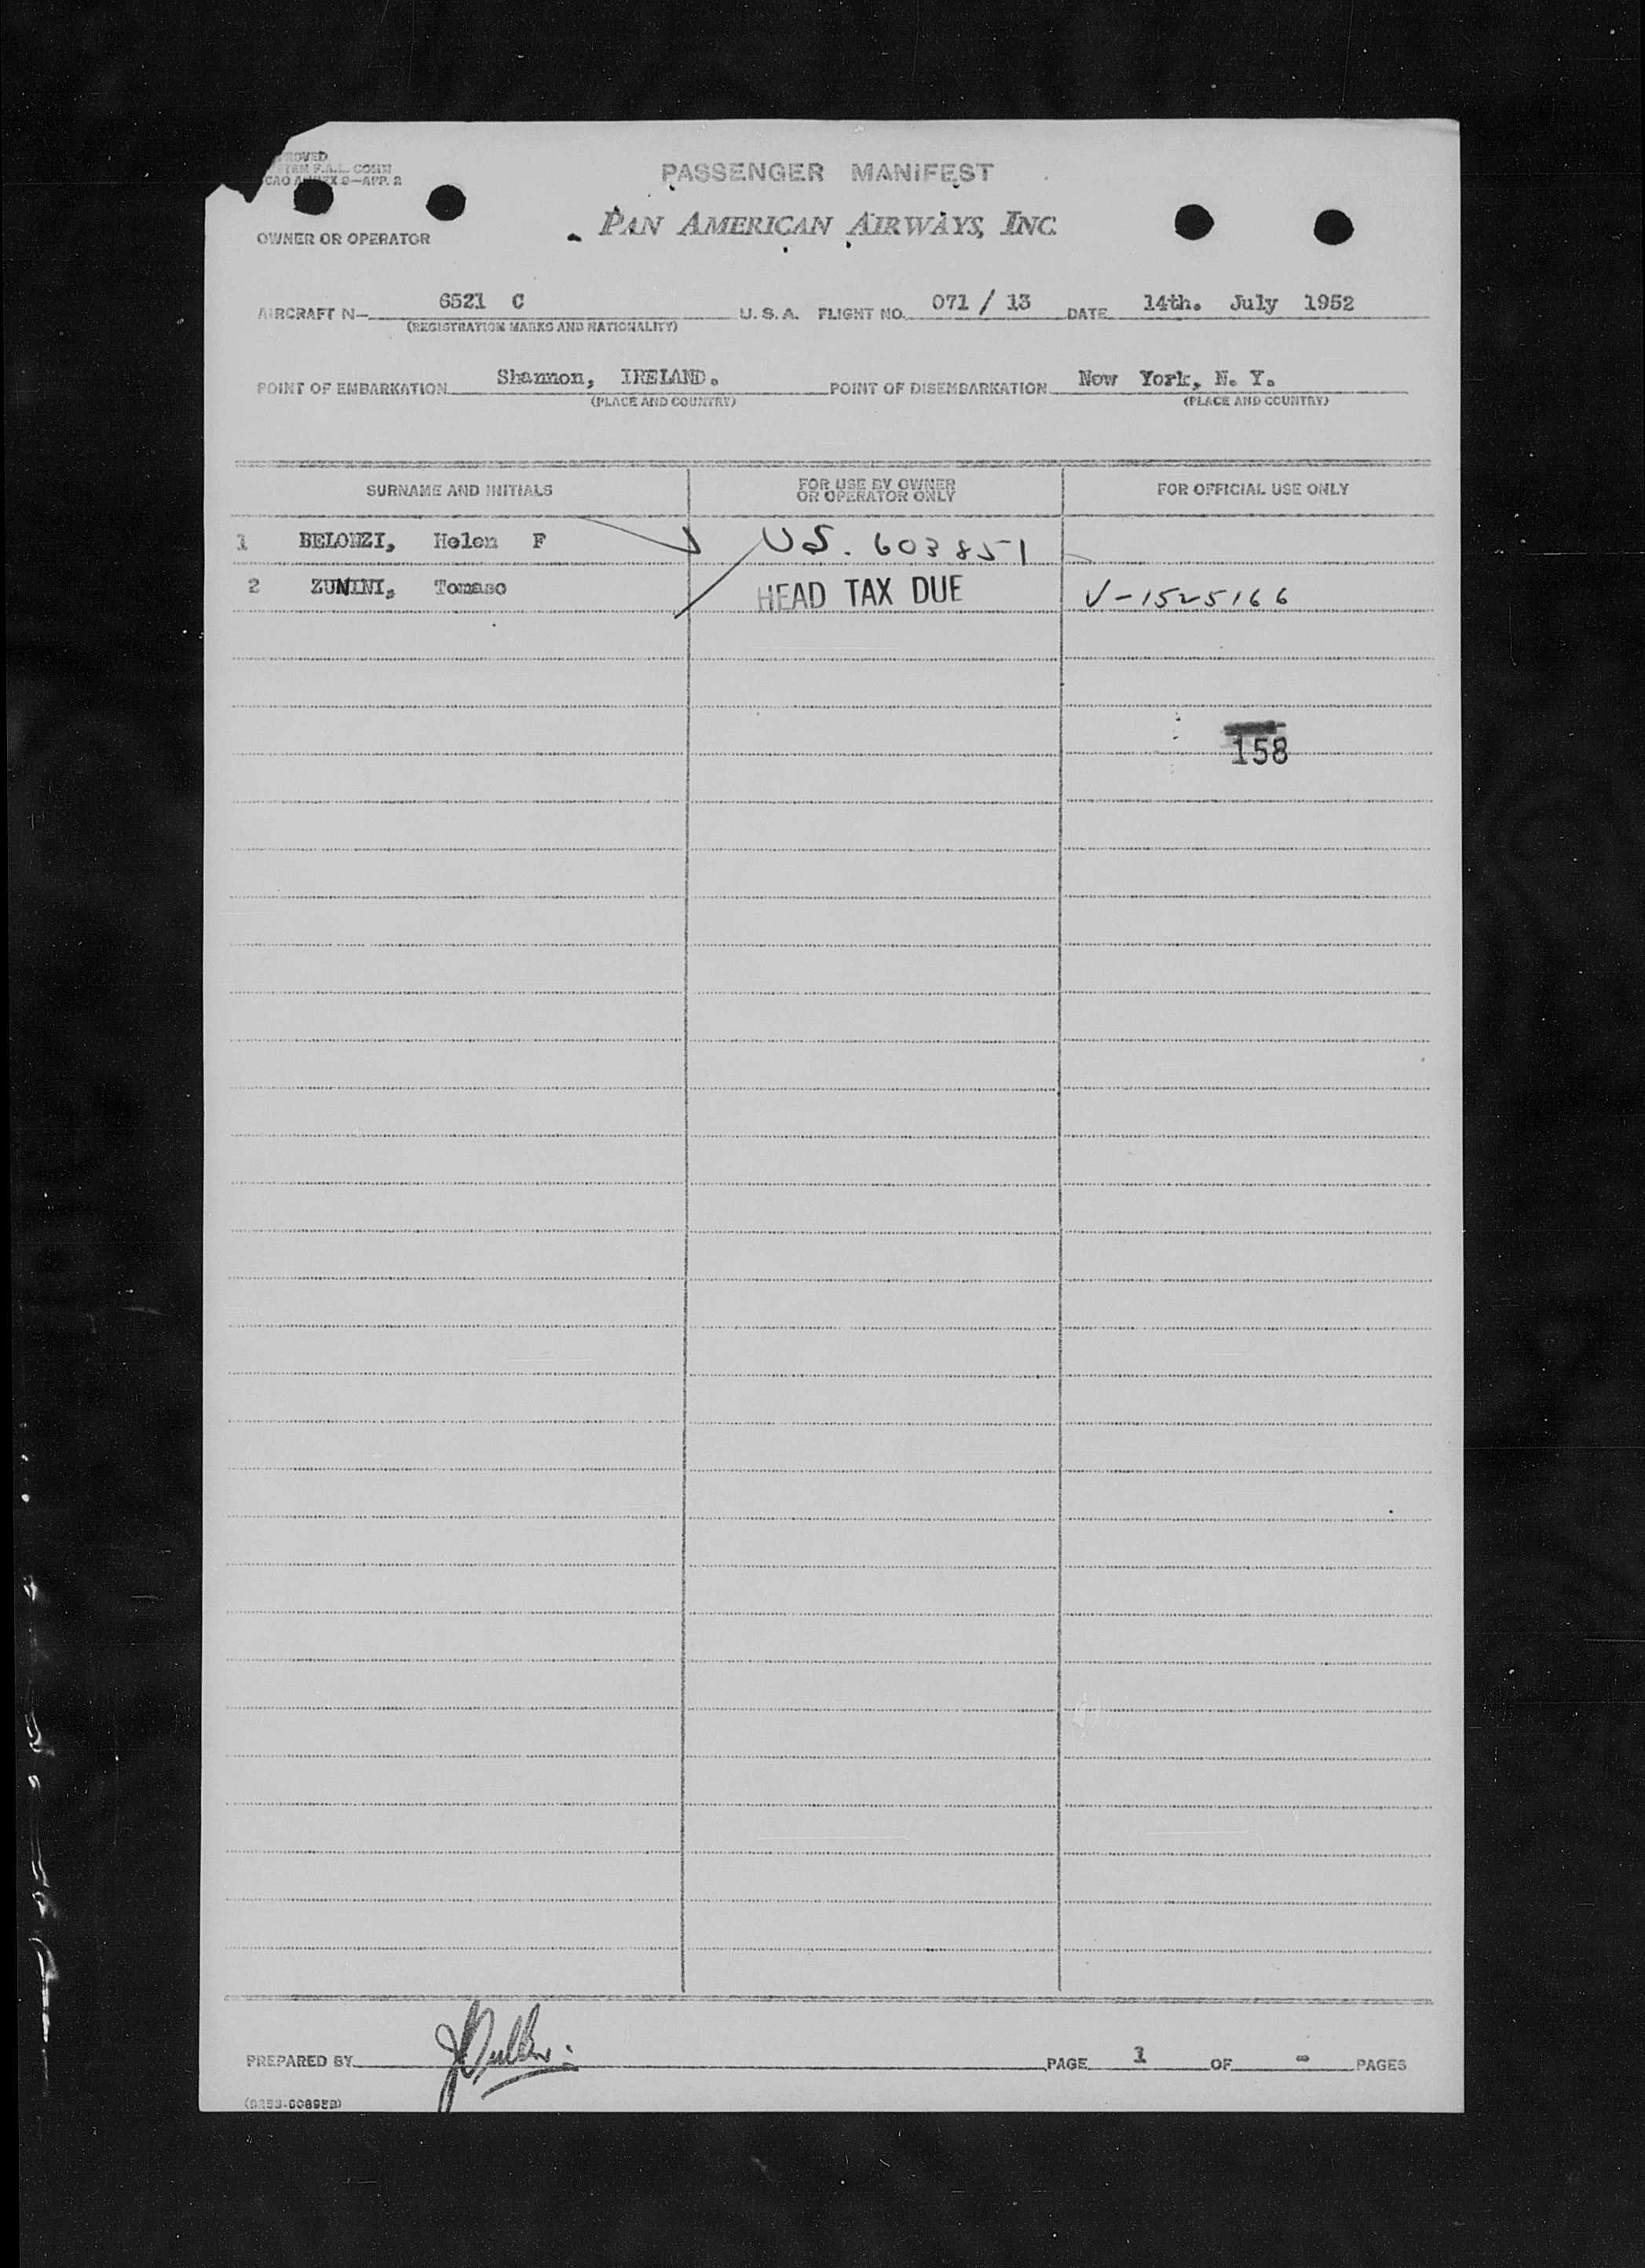 PASSENGER MANIFEST
F.A.L. COMM
OWNER OR OPERATOR PAN AMERICAN AIRWAYS, INC.
AIRCRAFT N- 6521 C U. S. A. FLIGHT NO. 071 / 13 DATE 14th. July 1952
(REGISTRATION MARKS AND NATIONALITY)
POINT OF EMBARKATION Shannon, IRELAND. POINT OF DISEMBARKATION New York, N. Y.
(PLACE AND COUNTRY) (PLACE AND COUNTRY)
SURNAME AND INITIALS FOR USE BY OWNER OR OPERATOR ONLY FOR OFFICIAL USE ONLY
1 Helen F US. 603851
2 ZUNINI, Tomaso HEAD TAX DUE V-1525166
158
PREPARED BY PAGE 1 OF - PAGES